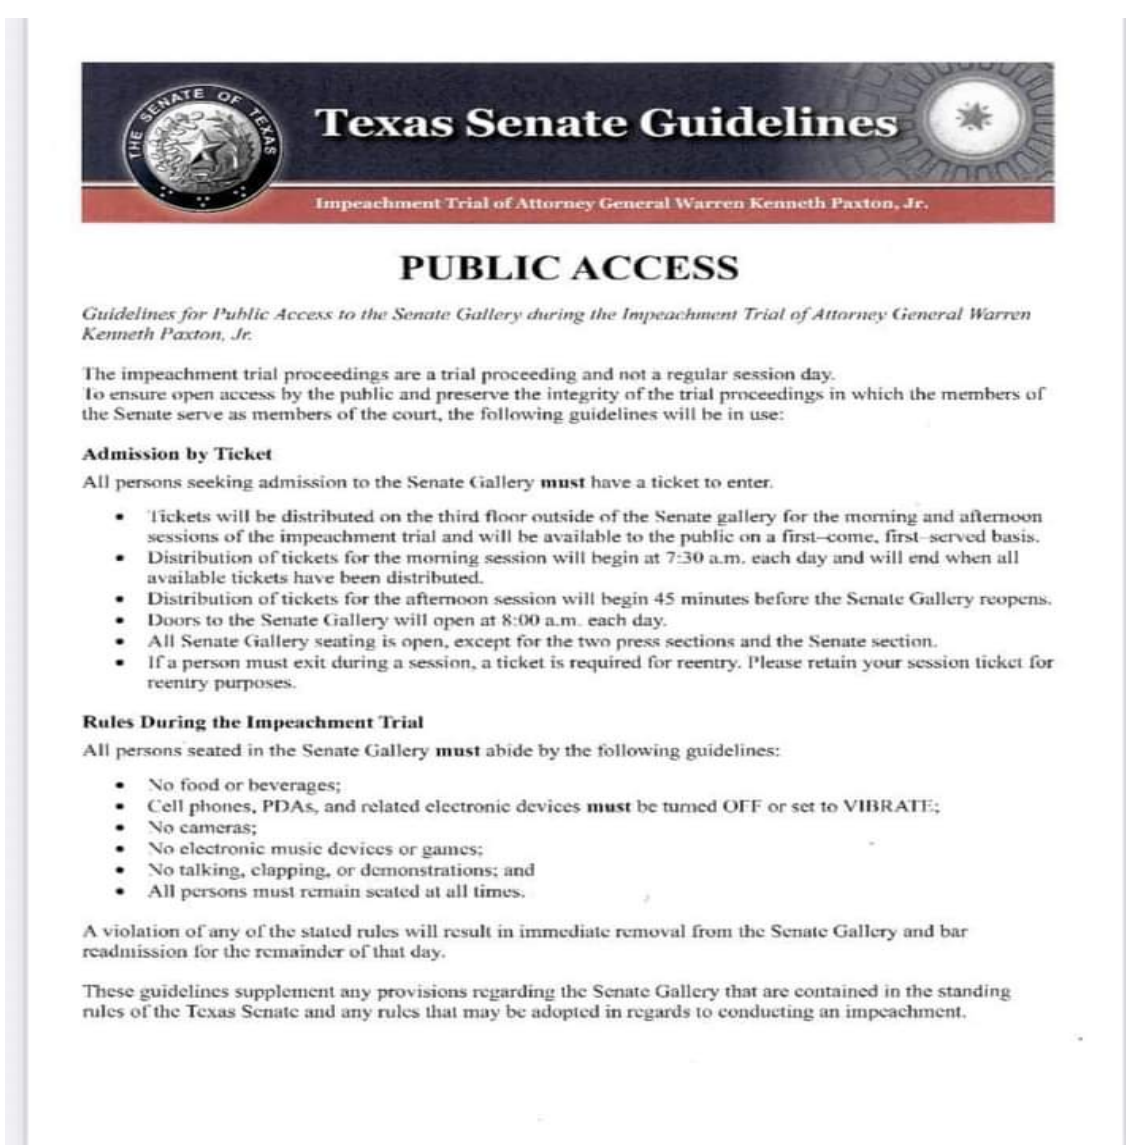 THE SENATE OF TEXAS
Texas Senate Guidelines
Impeachment Trial of Attorney General Warren Kenneth Paxton, Jr.
PUBLIC ACCESS
Guidelines for Public Access to the Senate Gallery during the Impeachment Trial of Attorney General Warren
Kenneth Paxton, Jr.
The impeachment trial proceedings are a trial proceeding and not a regular session day.
To ensure open access by the public and preserve the integrity of the trial proceedings in which the members of
the Senate serve as members of the court, the following guidelines will be in use:
Admission by Ticket
All persons seeking admission to the Senate Gallery must have a ticket to enter.
• Tickets will be distributed on the third floor outside of the Senate gallery for the morning and afternoon
sessions of the impeachment trial and will be available to the public on a first–come, first–served basis.
• Distribution of tickets for the morning session will begin at 7:30 a.m. each day and will end when all
available tickets have been distributed.
• Distribution of tickets for the afternoon session will begin 45 minutes before the Senate Gallery reopens.
• Doors to the Senate Gallery will open at 8:00 a.m. each day.
• All Senate Gallery seating is open, except for the two press sections and the Senate section.
• If a person must exit during a session, a ticket is required for reentry. Please retain your session ticket for
reentry purposes.
Rules During the Impeachment Trial
All persons seated in the Senate Gallery must abide by the following guidelines:
• No food or beverages;
• Cell phones, PDAs, and related electronic devices must be turned OFF or set to VIBRATE;
• No cameras;
• No electronic music devices or games;
• No talking, clapping, or demonstrations; and
• All persons must remain seated at all times.
A violation of any of the stated rules will result in immediate removal from the Senate Gallery and bar
readmission for the remainder of that day.
These guidelines supplement any provisions regarding the Senate Gallery that are contained in the standing
rules of the Texas Senate and any rules that may be adopted in regards to conducting an impeachment.